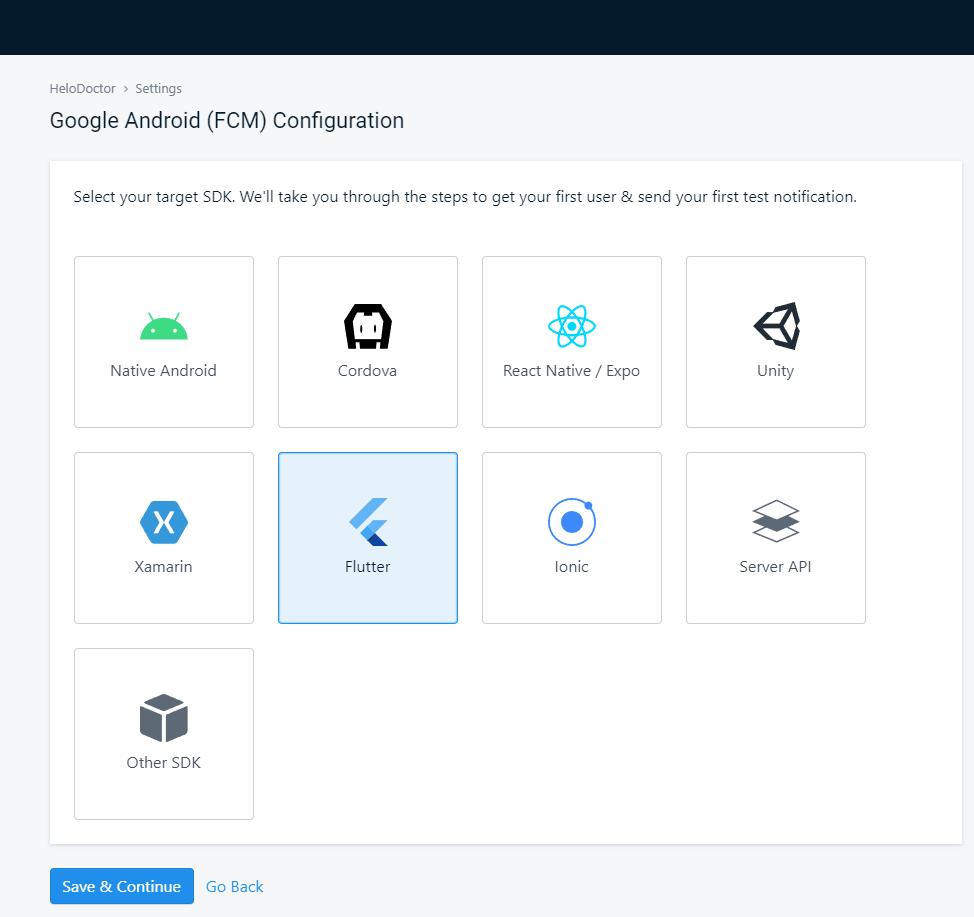 HeloDoctor > Settings
Google Android (FCM) Configuration
Select your target SDK. We'll take you through the steps to get your first user & send your first test notification.
Native Android
Cordova
React Native / Expo
Unity
Xamarin
Flutter
Ionic
Server API
Other SDK
Save & Continue
Go Back